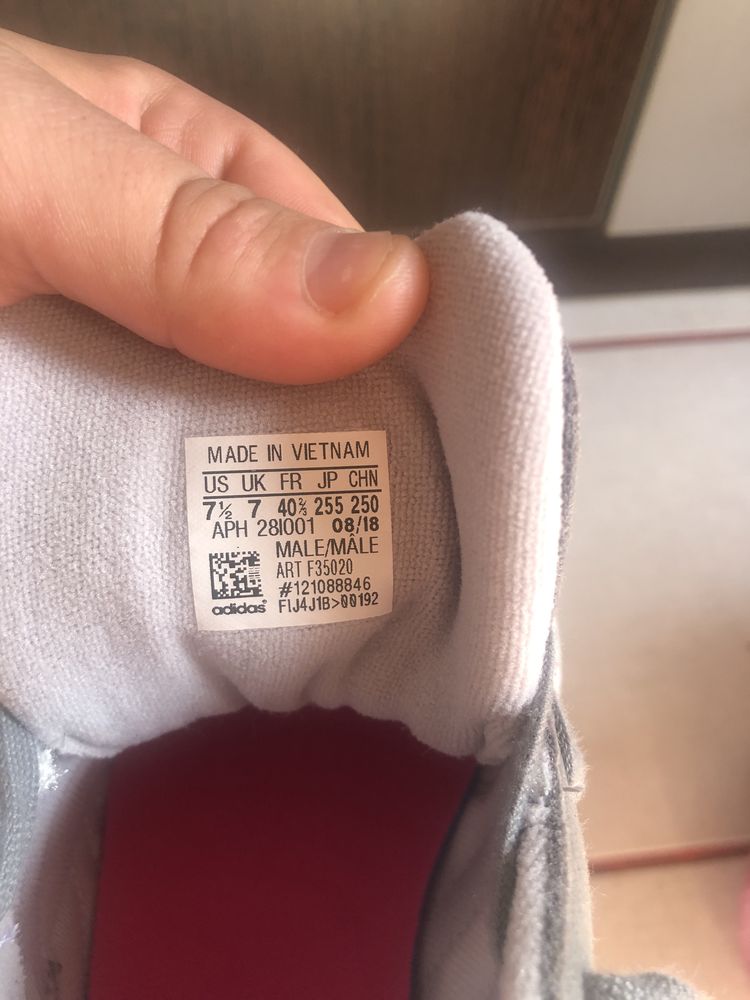 MADE IN VIETNAM
US UK FR JP CHN
7½ 7 40⅔ 255 250
APH 28I001 08/18
MALE/MÂLE
ART F35020
#121088846
adidas® FIJ4J1B>00192